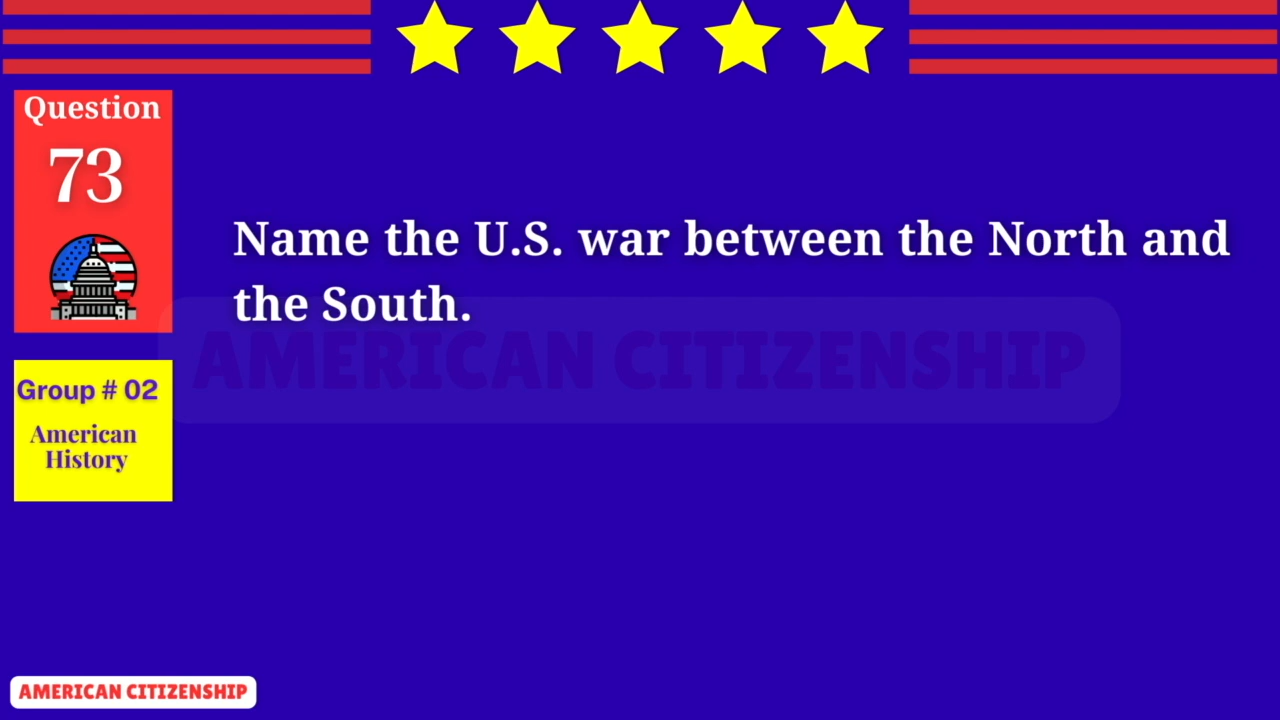 Question
73
Name the U.S. war between the North and
the South.
AMERICAN CITIZENSHIP
Group # 02
American
History
AMERICAN CITIZENSHIP